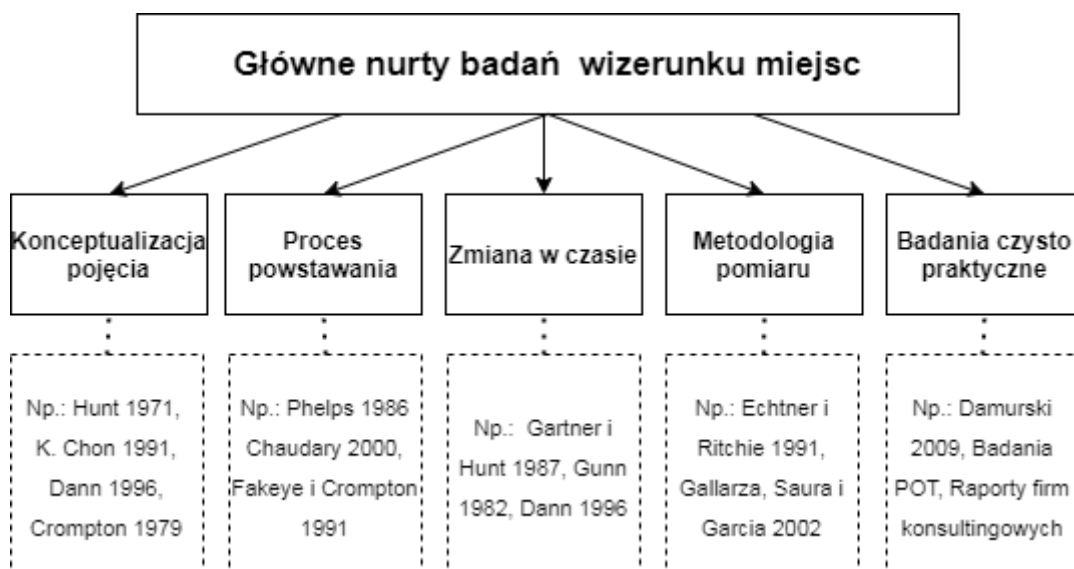 Główne nurty badań wizerunku miejsc
Konceptualizacja
pojęcia
Proces
powstawania
Zmiana w czasie
Metodologia
pomiaru
Badania czysto
praktyczne
Np.: Hunt 1971,
K. Chon 1991,
Dann 1996,
Crompton 1979
Np.: Phelps 1986
Chaudary 2000,
Fakeye i Crompton
1991
Np.: Gartner i
Hunt 1987, Gunn
1982, Dann 1996
Np.: Echtner i
Ritchie 1991,
Gallarza, Saura i
Garcia 2002
Np.: Damurski
2009, Badania
POT, Raporty firm
konsultingowych